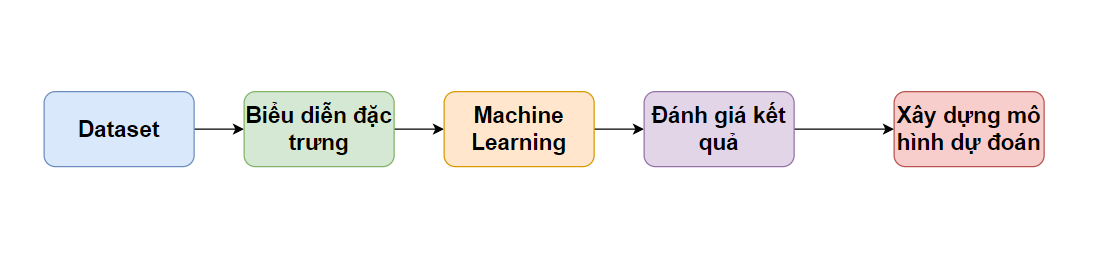 Dataset
Biểu diễn đặc
trưng
Machine
Learning
Đánh giá kết
quả
Xây dựng mô
hình dự đoán